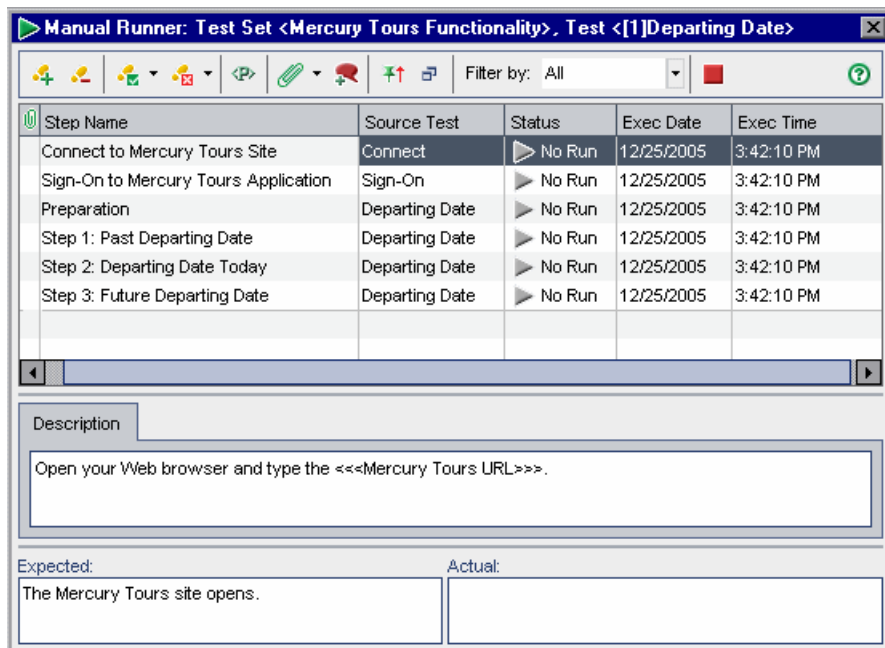 Manual Runner: Test Set <Mercury Tours Functionality>, Test <[1]Departing Date>
<P> Filter by: All
Step Name Source Test Status Exec Date Exec Time
Connect to Mercury Tours Site Connect No Run 12/25/2005 3:42:10 PM
Sign-On to Mercury Tours Application Sign-On No Run 12/25/2005 3:42:10 PM
Preparation Departing Date No Run 12/25/2005 3:42:10 PM
Step 1: Past Departing Date Departing Date No Run 12/25/2005 3:42:10 PM
Step 2: Departing Date Today Departing Date No Run 12/25/2005 3:42:10 PM
Step 3: Future Departing Date Departing Date No Run 12/25/2005 3:42:10 PM
Description
Open your Web browser and type the <<<Mercury Tours URL>>>.
Expected: Actual:
The Mercury Tours site opens.